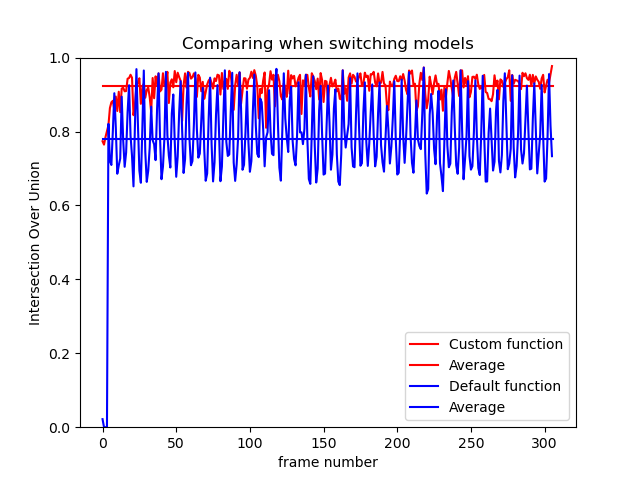 Comparing when switching models
1.0
0.8
0.6
0.4
0.2
0.0
Intersection Over Union
0
50
100
150
200
250
300
frame number
Custom function
Average
Default function
Average